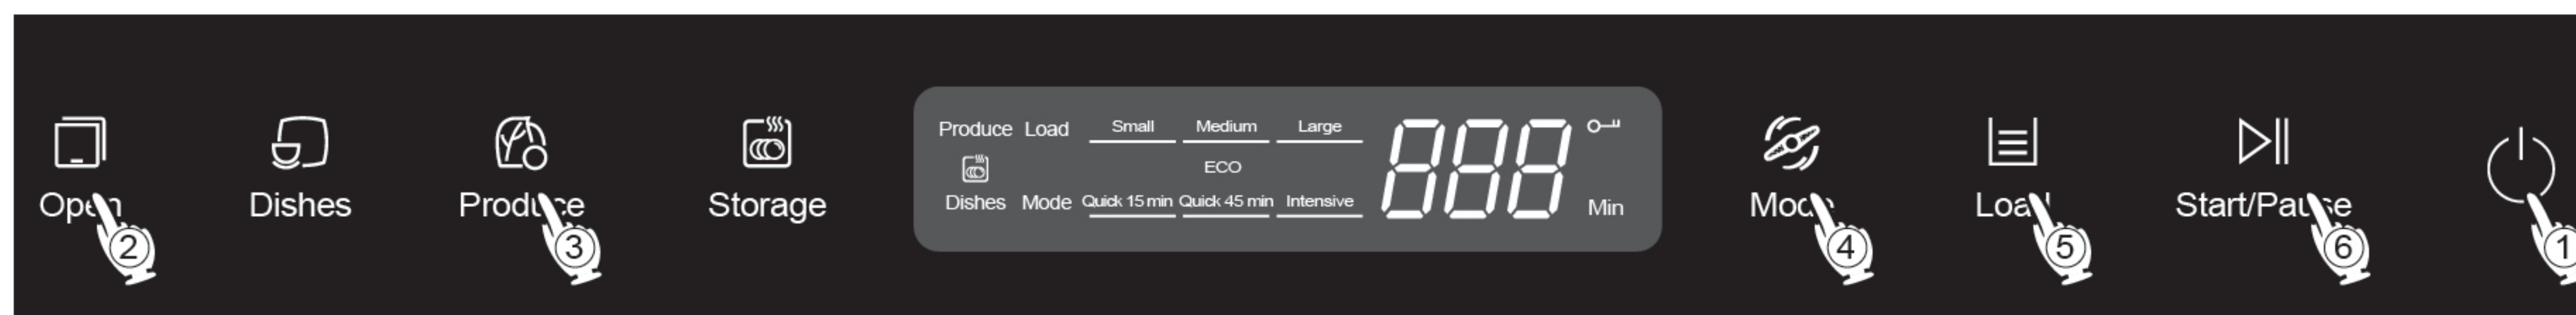 Open
Dishes
Produce
Storage
Produce Load Small Medium Large
ECO
Dishes Mode Quick 15 min Quick 45 min Intensive
888
Min
Mode
Load
Start/Pause
2
3
4
5
6
1